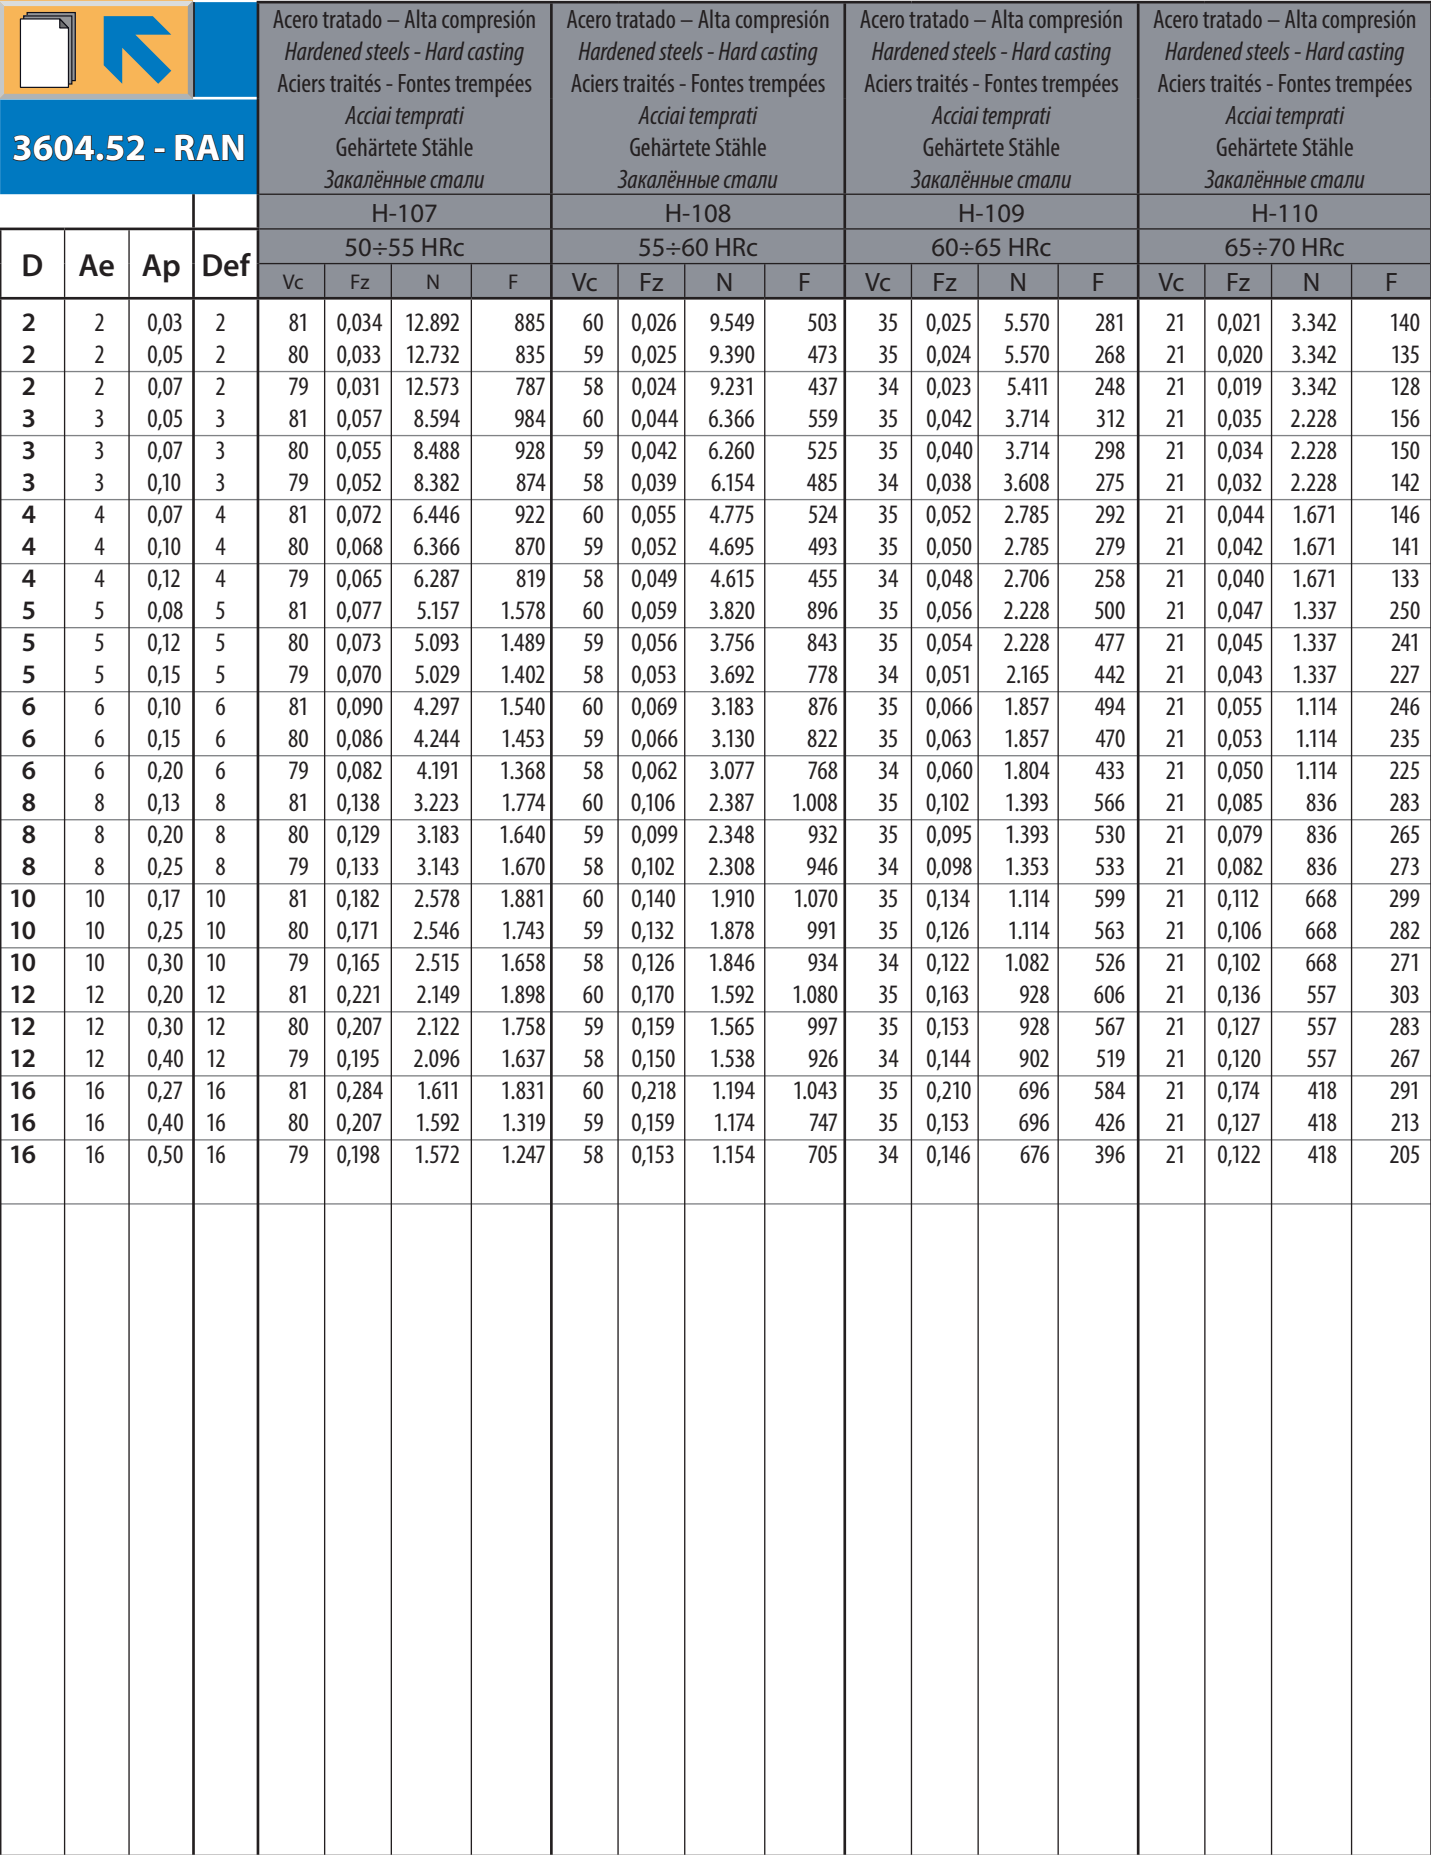 Acero tratado – Alta compresión Acero tratado – Alta compresión Acero tratado – Alta compresión Acero tratado – Alta compresión
Hardened steels - Hard casting Hardened steels - Hard casting Hardened steels - Hard casting Hardened steels - Hard casting
Aciers traités - Fontes trempées Aciers traités - Fontes trempées Aciers traités - Fontes trempées Aciers traités - Fontes trempées
Acciai temprati Acciai temprati Acciai temprati Acciai temprati
3604.52 - RAN Gehärtete Stähle Gehärtete Stähle Gehärtete Stähle Gehärtete Stähle
Закалённые стали Закалённые стали Закалённые стали Закалённые стали
H-107 H-108 H-109 H-110
50÷55 HRc 55÷60 HRc 60÷65 HRc 65÷70 HRc
D Ae Ap Def Vc Fz N F Vc Fz N F Vc Fz N F Vc Fz N F
2 2 0,03 2 81 0,034 12.892 885 60 0,026 9.549 503 35 0,025 5.570 281 21 0,021 3.342 140
2 2 0,05 2 80 0,033 12.732 835 59 0,025 9.390 473 35 0,024 5.570 268 21 0,020 3.342 135
2 2 0,07 2 79 0,031 12.573 787 58 0,024 9.231 437 34 0,023 5.411 248 21 0,019 3.342 128
3 3 0,05 3 81 0,057 8.594 984 60 0,044 6.366 559 35 0,042 3.714 312 21 0,035 2.228 156
3 3 0,07 3 80 0,055 8.488 928 59 0,042 6.260 525 35 0,040 3.714 298 21 0,034 2.228 150
3 3 0,10 3 79 0,052 8.382 874 58 0,039 6.154 485 34 0,038 3.608 275 21 0,032 2.228 142
4 4 0,07 4 81 0,072 6.446 922 60 0,055 4.775 524 35 0,052 2.785 292 21 0,044 1.671 146
4 4 0,10 4 80 0,068 6.366 870 59 0,052 4.695 493 35 0,050 2.785 279 21 0,042 1.671 141
4 4 0,12 4 79 0,065 6.287 819 58 0,049 4.615 455 34 0,048 2.706 258 21 0,040 1.671 133
5 5 0,08 5 81 0,077 5.157 1.578 60 0,059 3.820 896 35 0,056 2.228 500 21 0,047 1.337 250
5 5 0,12 5 80 0,073 5.093 1.489 59 0,056 3.756 843 35 0,054 2.228 477 21 0,045 1.337 241
5 5 0,15 5 79 0,070 5.029 1.402 58 0,053 3.692 778 34 0,051 2.165 442 21 0,043 1.337 227
6 6 0,10 6 81 0,090 4.297 1.540 60 0,069 3.183 876 35 0,066 1.857 494 21 0,055 1.114 246
6 6 0,15 6 80 0,086 4.244 1.453 59 0,066 3.130 822 35 0,063 1.857 470 21 0,053 1.114 235
6 6 0,20 6 79 0,082 4.191 1.368 58 0,062 3.077 768 34 0,060 1.804 433 21 0,050 1.114 225
8 8 0,13 8 81 0,138 3.223 1.774 60 0,106 2.387 1.008 35 0,102 1.393 566 21 0,085 836 283
8 8 0,20 8 80 0,129 3.183 1.640 59 0,099 2.348 932 35 0,095 1.393 530 21 0,079 836 265
8 8 0,25 8 79 0,133 3.143 1.670 58 0,102 2.308 946 34 0,098 1.353 533 21 0,082 836 273
10 10 0,17 10 81 0,182 2.578 1.881 60 0,140 1.910 1.070 35 0,134 1.114 599 21 0,112 668 299
10 10 0,25 10 80 0,171 2.546 1.743 59 0,132 1.878 991 35 0,126 1.114 563 21 0,106 668 282
10 10 0,30 10 79 0,165 2.515 1.658 58 0,126 1.846 934 34 0,122 1.082 526 21 0,102 668 271
12 12 0,20 12 81 0,221 2.149 1.898 60 0,170 1.592 1.080 35 0,163 928 606 21 0,136 557 303
12 12 0,30 12 80 0,207 2.122 1.758 59 0,159 1.565 997 35 0,153 928 567 21 0,127 557 283
12 12 0,40 12 79 0,195 2.096 1.637 58 0,150 1.538 926 34 0,144 902 519 21 0,120 557 267
16 16 0,27 16 81 0,284 1.611 1.831 60 0,218 1.194 1.043 35 0,210 696 584 21 0,174 418 291
16 16 0,40 16 80 0,207 1.592 1.319 59 0,159 1.174 747 35 0,153 696 426 21 0,127 418 213
16 16 0,50 16 79 0,198 1.572 1.247 58 0,153 1.154 705 34 0,146 676 396 21 0,122 418 205